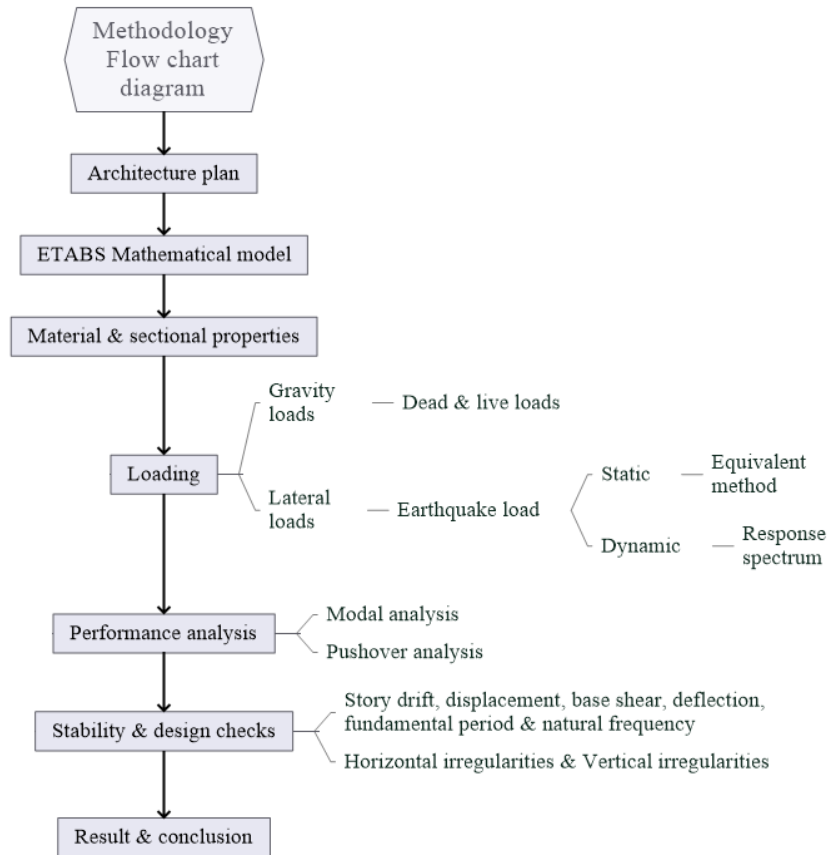 Methodology
Flow chart
diagram
Architecture plan
ETABS Mathematical model
Material & sectional properties
Gravity
loads
Dead & live loads
Loading
Lateral
loads
Earthquake load
Static
Equivalent
method
Dynamic
Response
spectrum
Performance analysis
Modal analysis
Pushover analysis
Stability & design checks
Story drift, displacement, base shear, deflection,
fundamental period & natural frequency
Horizontal irregularities & Vertical irregularities
Result & conclusion